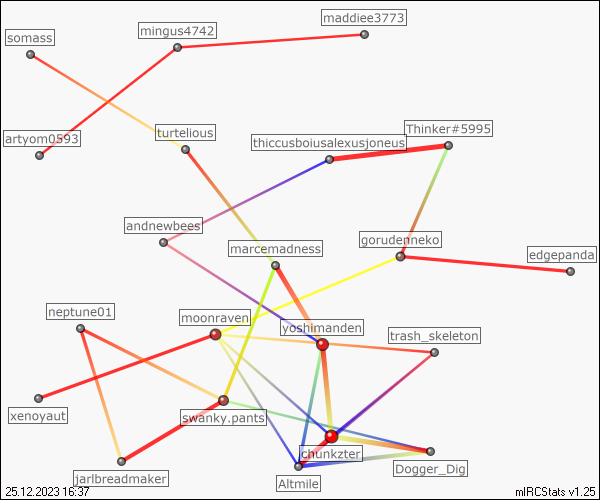 maddiee3773
mingus4742
somass
Thinker#5995
turtelious
artyom0593
thiccusboiusalexusjoneus
andnewbees
gorudenneko
marcemadness
edgepanda
neptune01
moonraven
yoshimanden
trash_skeleton
xenoyaut
swanky.pants
chunkzter
Dogger_Dig
jarlbreadmaker
Altmile
25.12.2023 16:37
mIRCStats v1.25